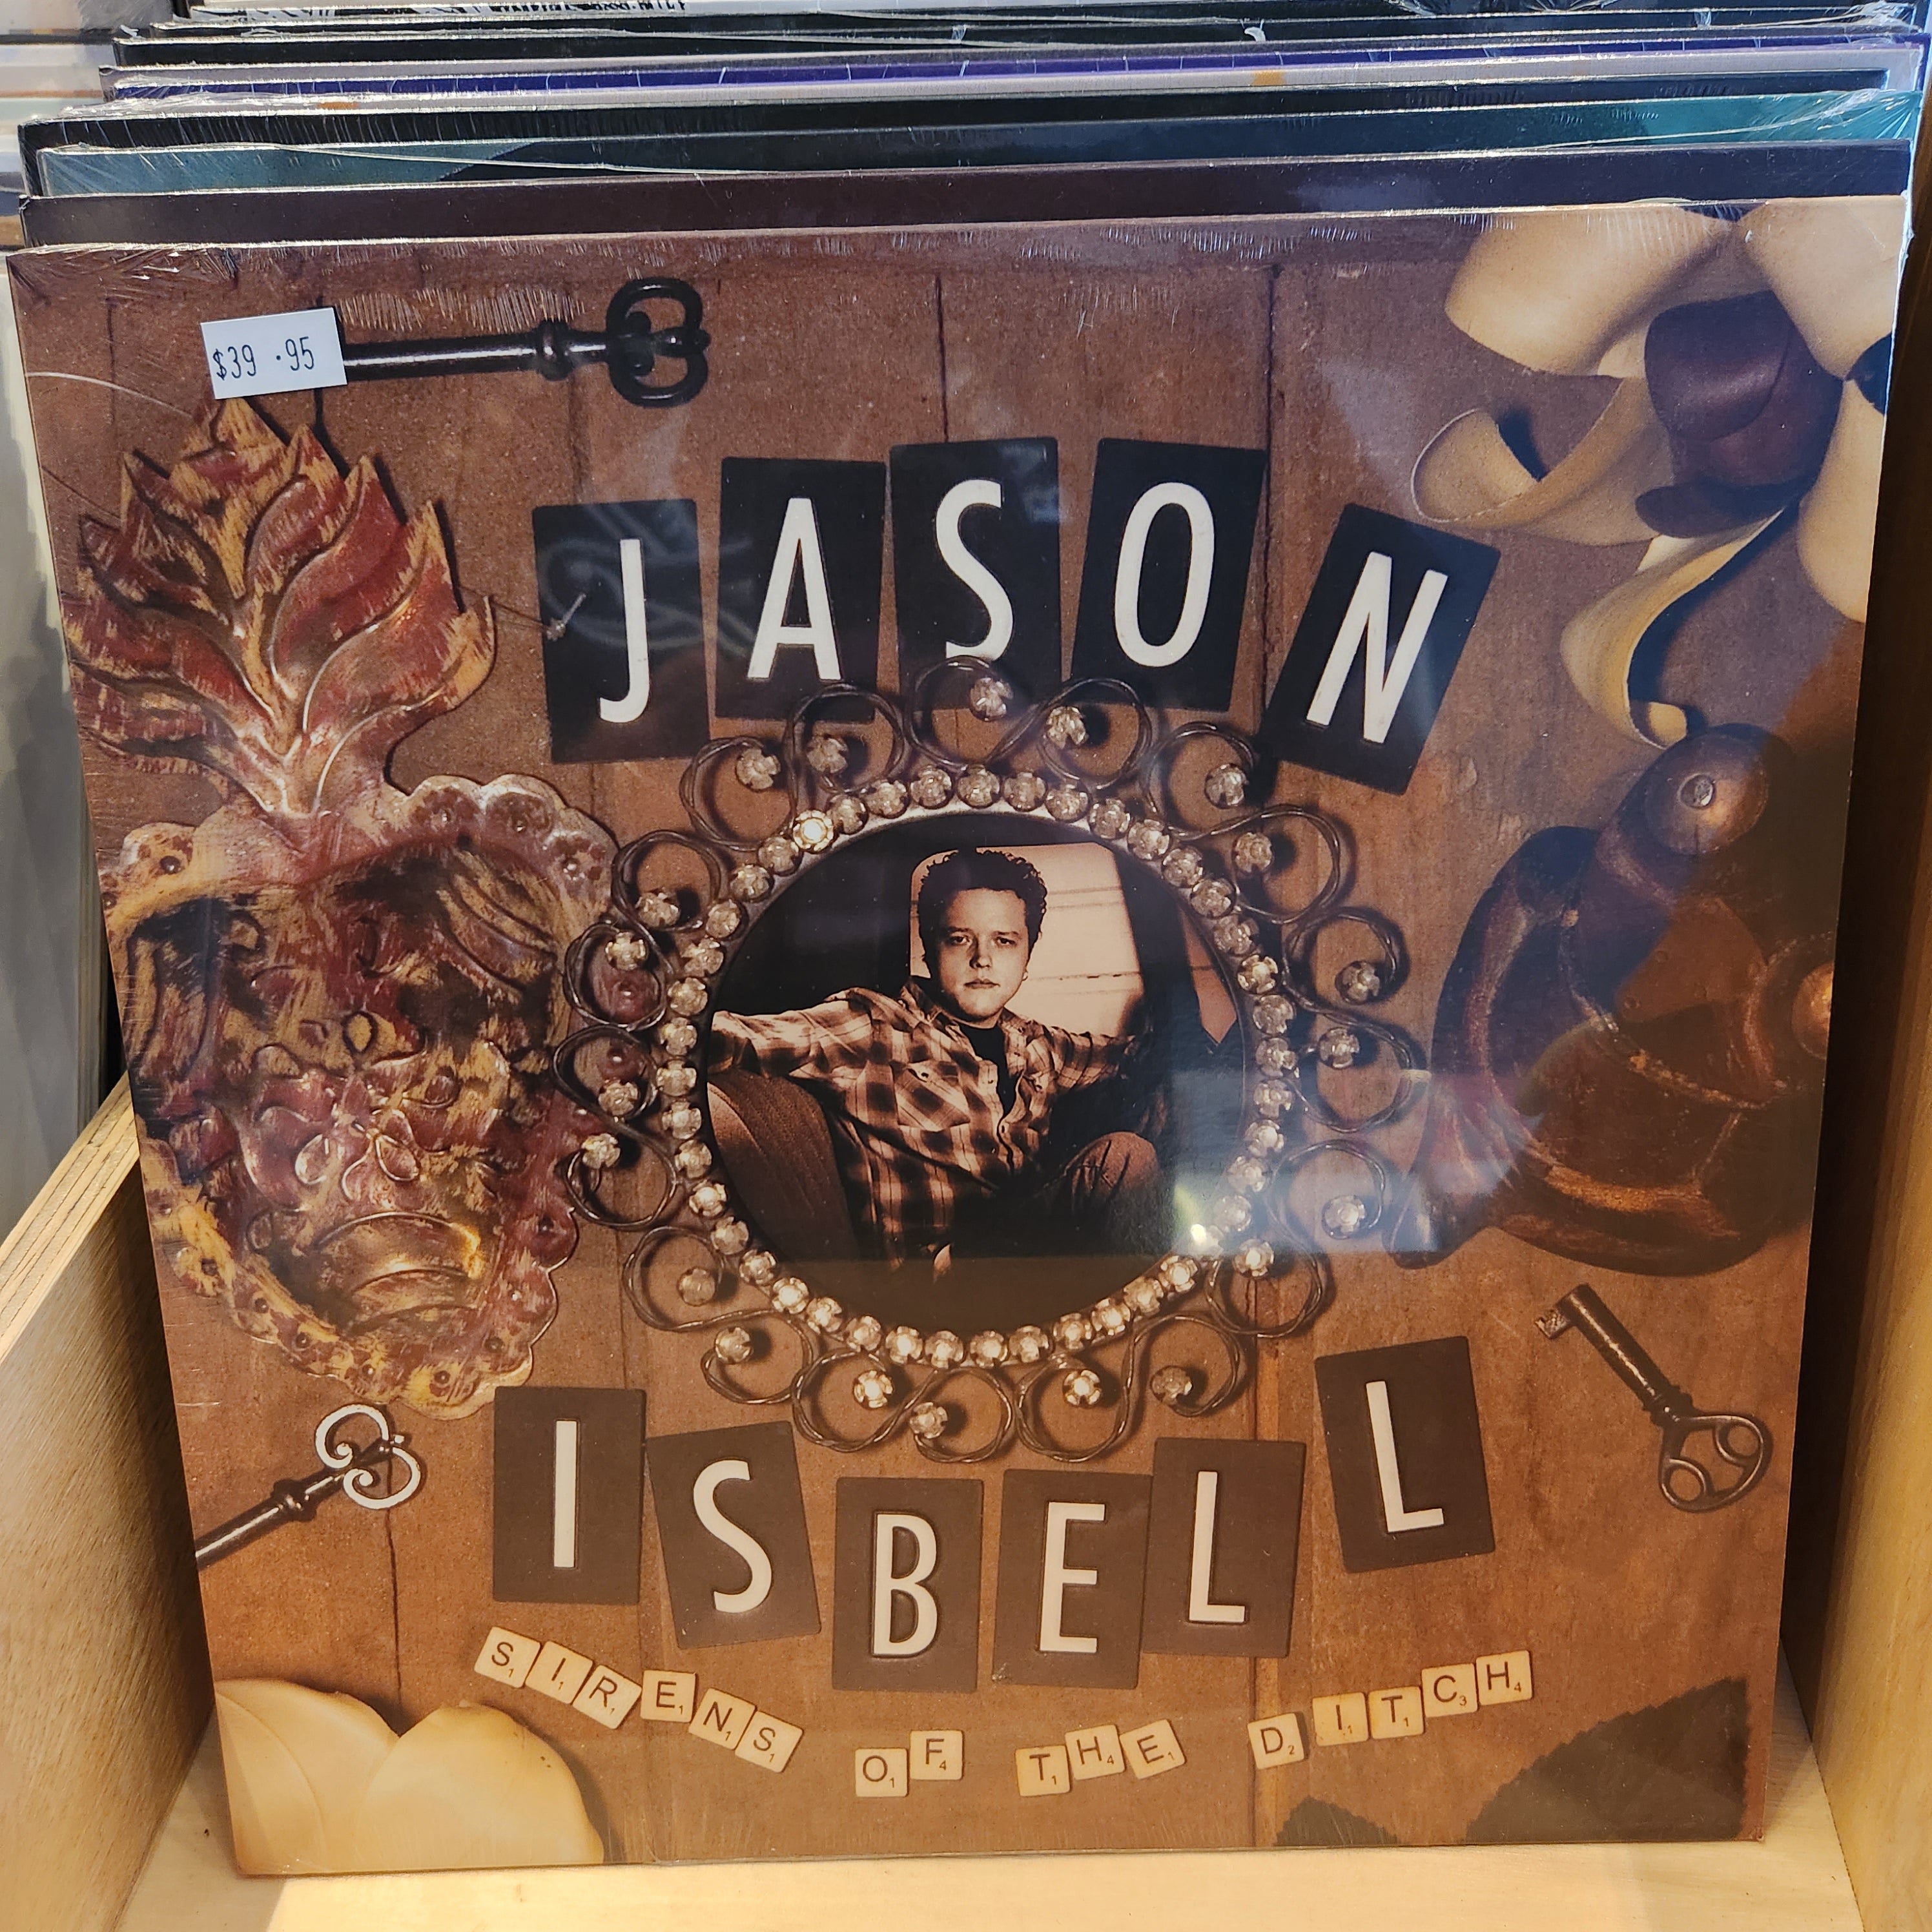 $39.95
JASON
ISBELL
SIRENS OF THE DITCH